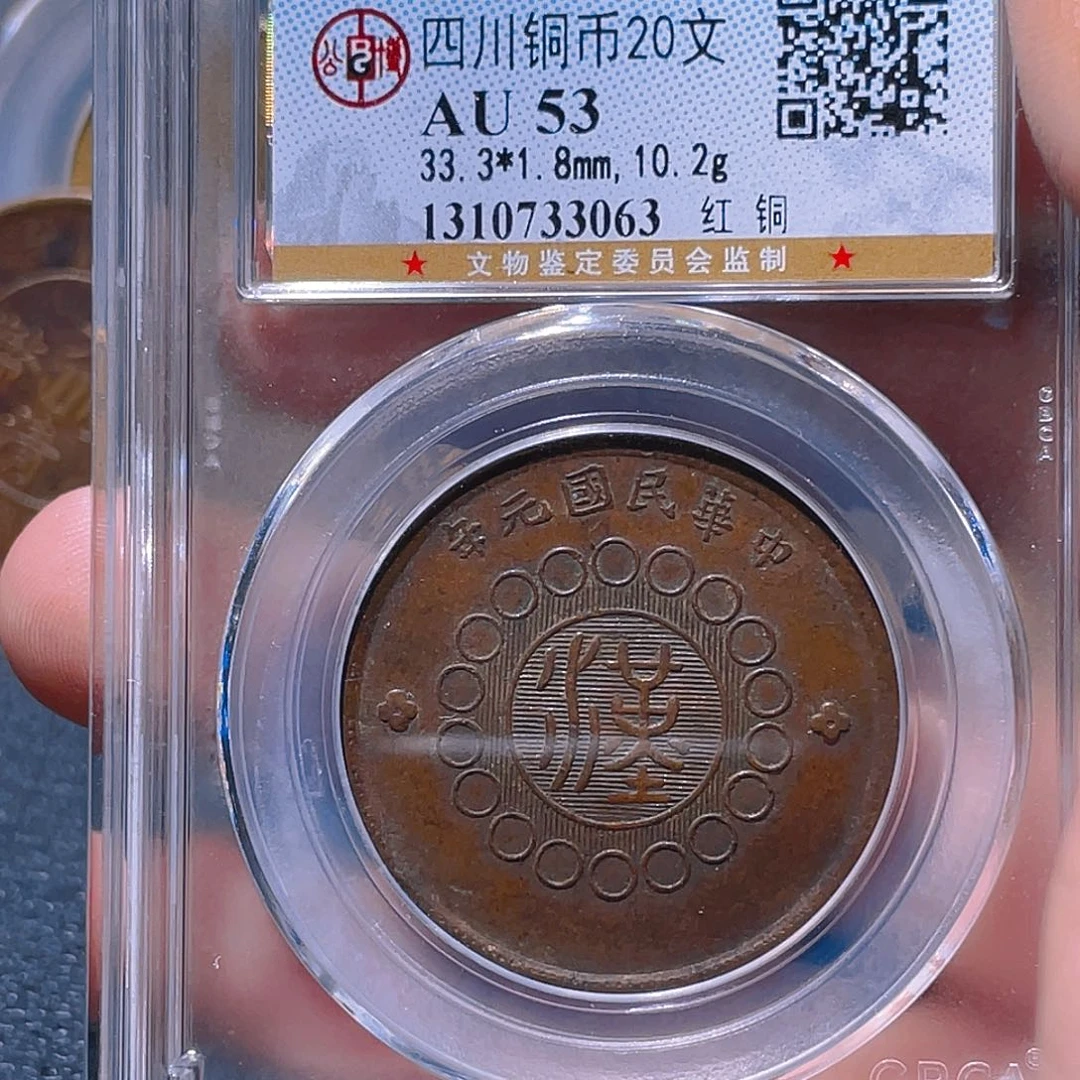 四川铜币20文
AU 53
33.3*1.8mm, 10.2g
1310733063 红铜
文物鉴定委员会监制
中華民國元年
漢
GBCA